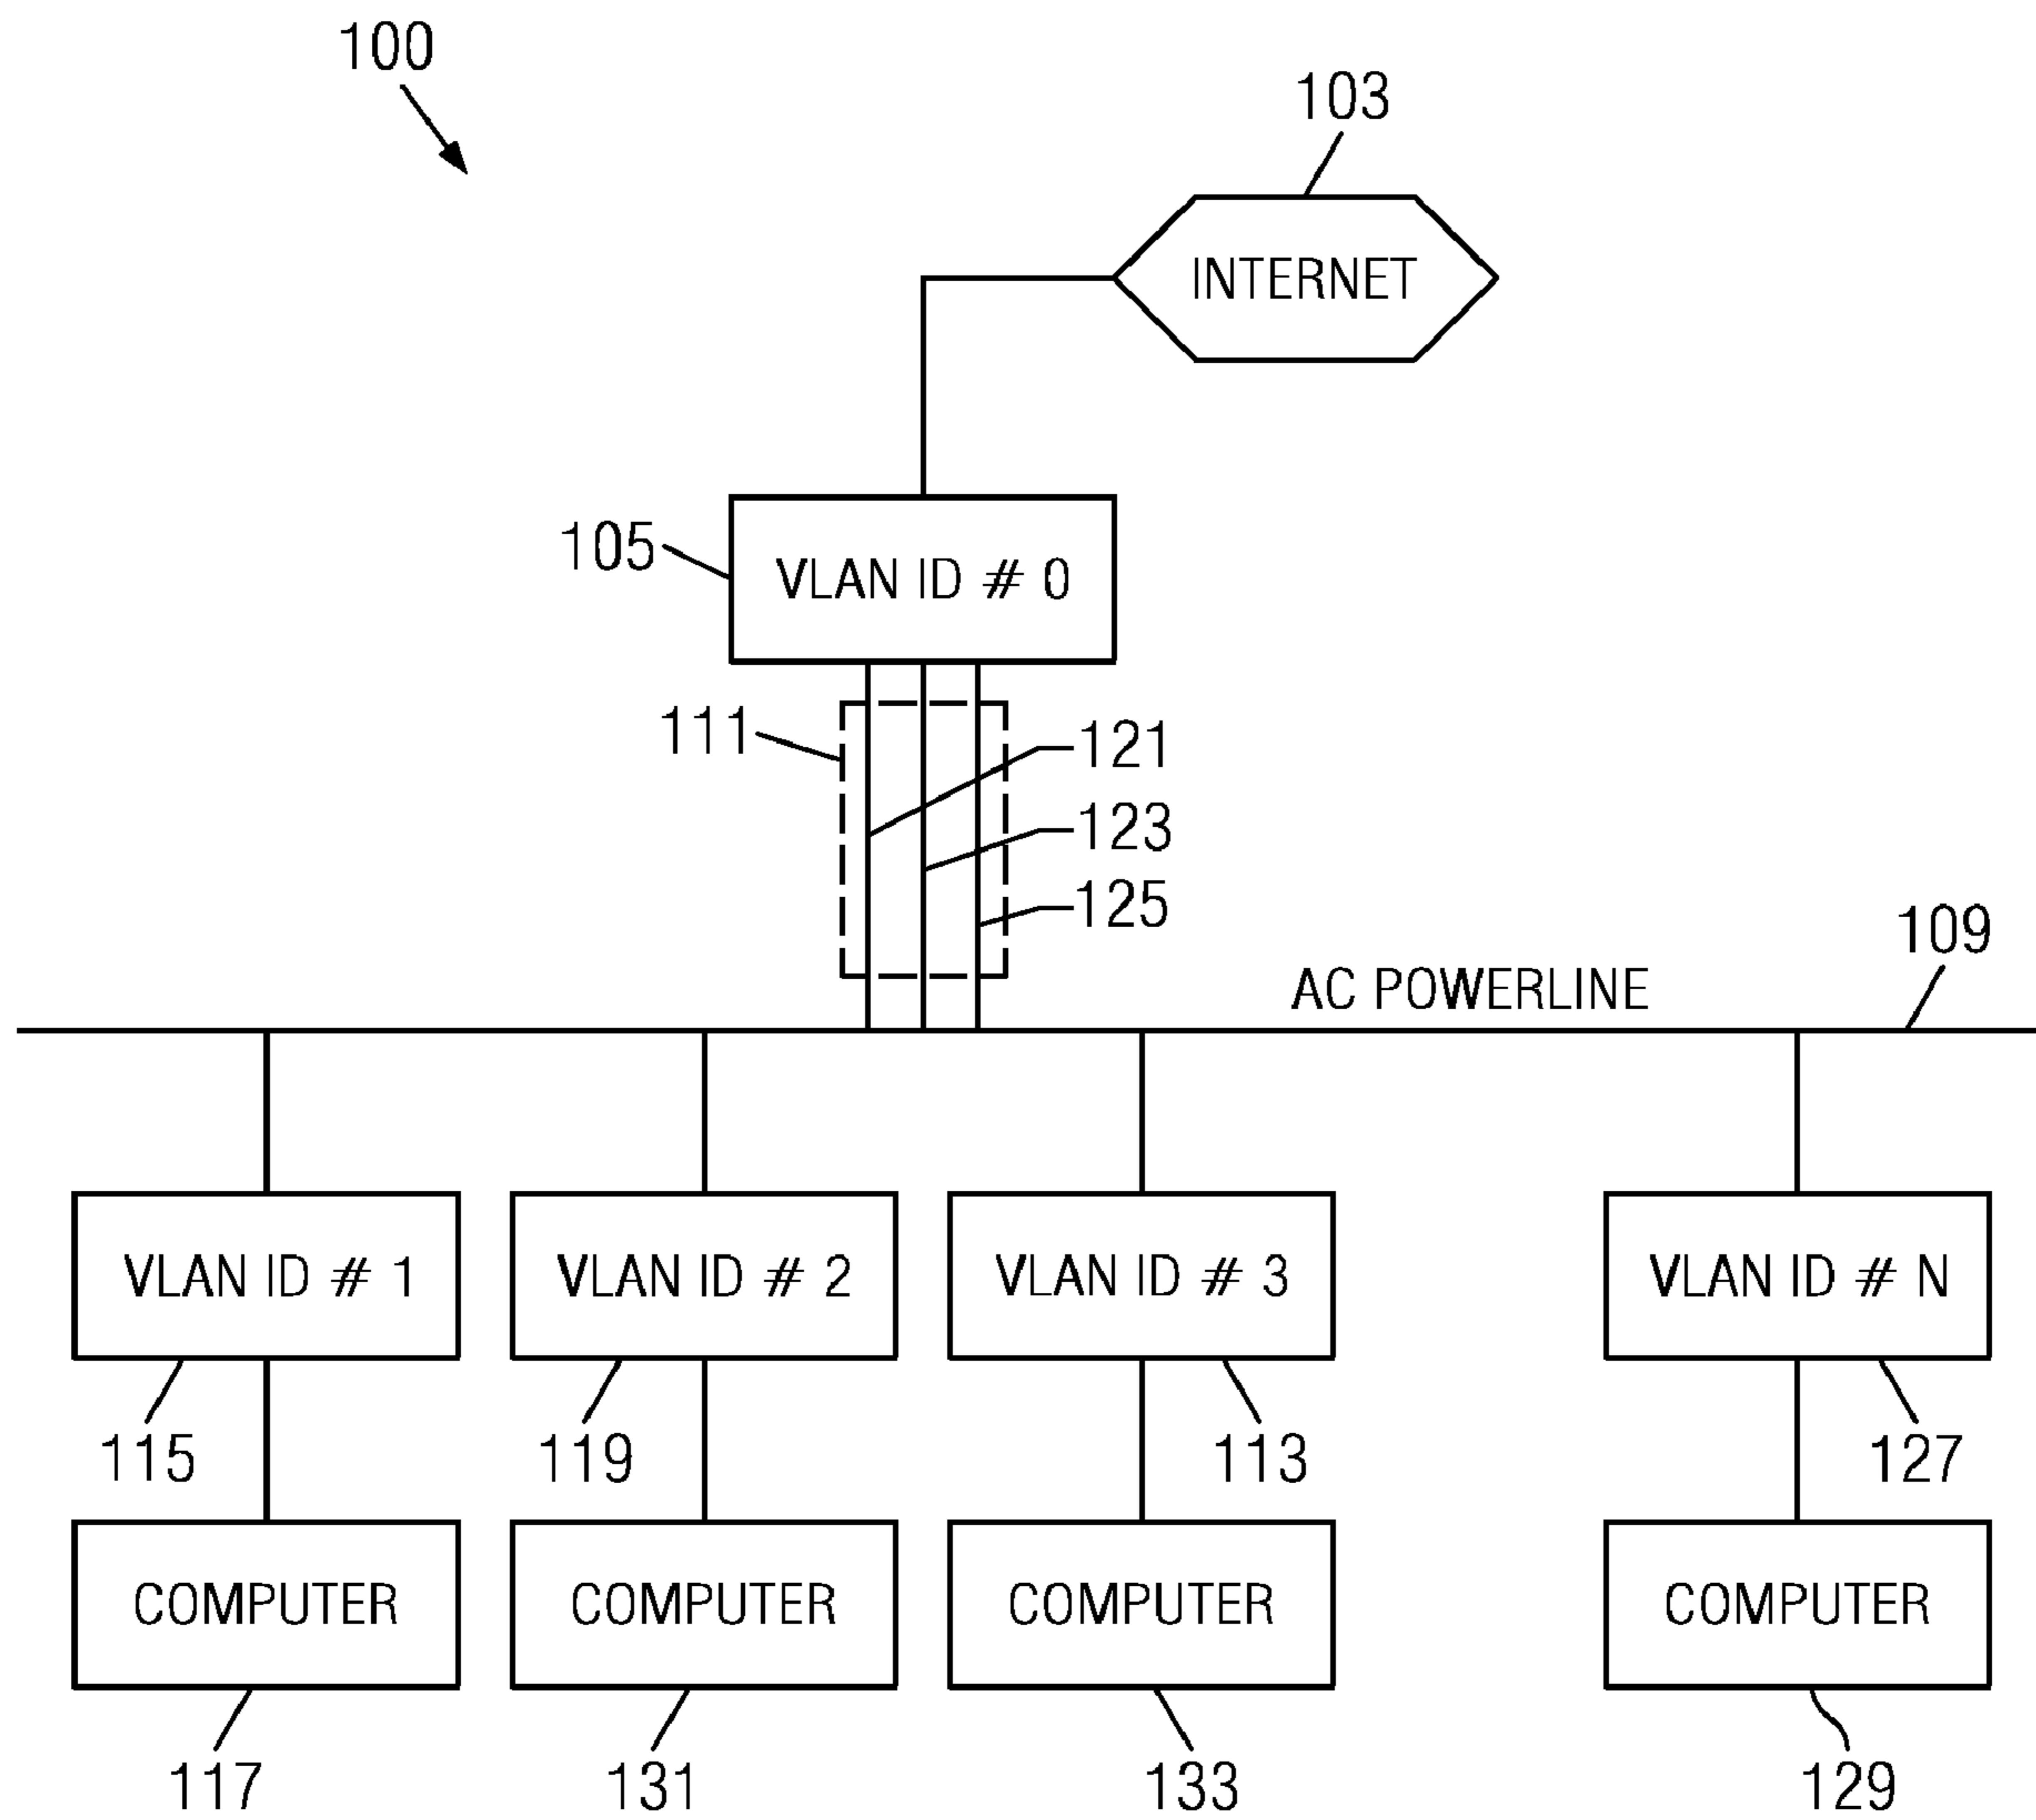 100
103
INTERNET
105
VLAN ID # 0
111
121
123
125
109
AC POWERLINE
VLAN ID # 1
VLAN ID # 2
VLAN ID # 3
VLAN ID # N
115
119
113
127
COMPUTER
COMPUTER
COMPUTER
COMPUTER
117
131
133
129